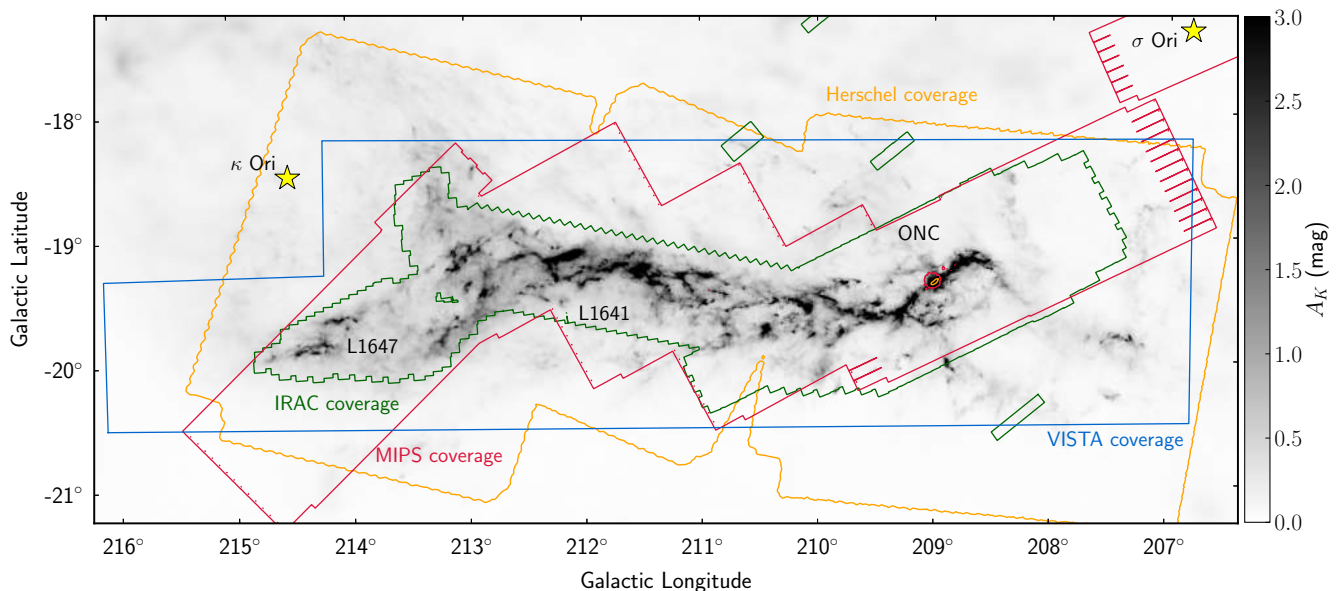 σ Ori
3.0
Herschel coverage
2.5
-18°
κ Ori
2.0
ONC
-19°
1.5
A_K (mag)
Galactic Latitude
L1641
L1647
1.0
-20°
IRAC coverage
VISTA coverage
MIPS coverage
0.5
-21°
0.0
216° 215° 214° 213° 212° 211° 210° 209° 208° 207°
Galactic Longitude